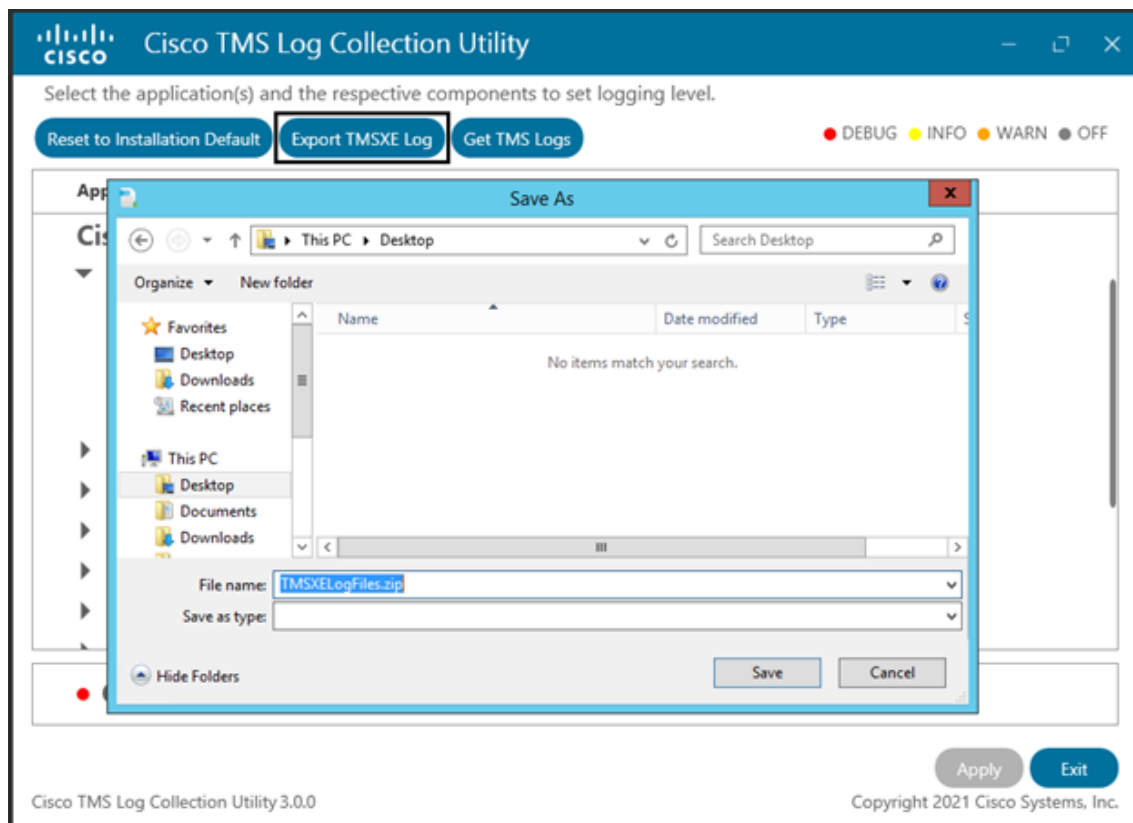 CISCO
Cisco TMS Log Collection Utility
Select the application(s) and the respective components to set logging level.
Reset to Installation Default Export TMSXE Log Get TMS Logs DEBUG INFO WARN OFF
Save As
This PC Desktop Search Desktop
Organize New folder
Name Date modified Type
Favorites
Desktop
Downloads
Recent places
No items match your search.
This PC
Desktop
Documents
Downloads
File name: TMSXELogFiles.zip
Save as type:
Hide Folders Save Cancel
Apply Exit
Cisco TMS Log Collection Utility 3.0.0 Copyright 2021 Cisco Systems, Inc.